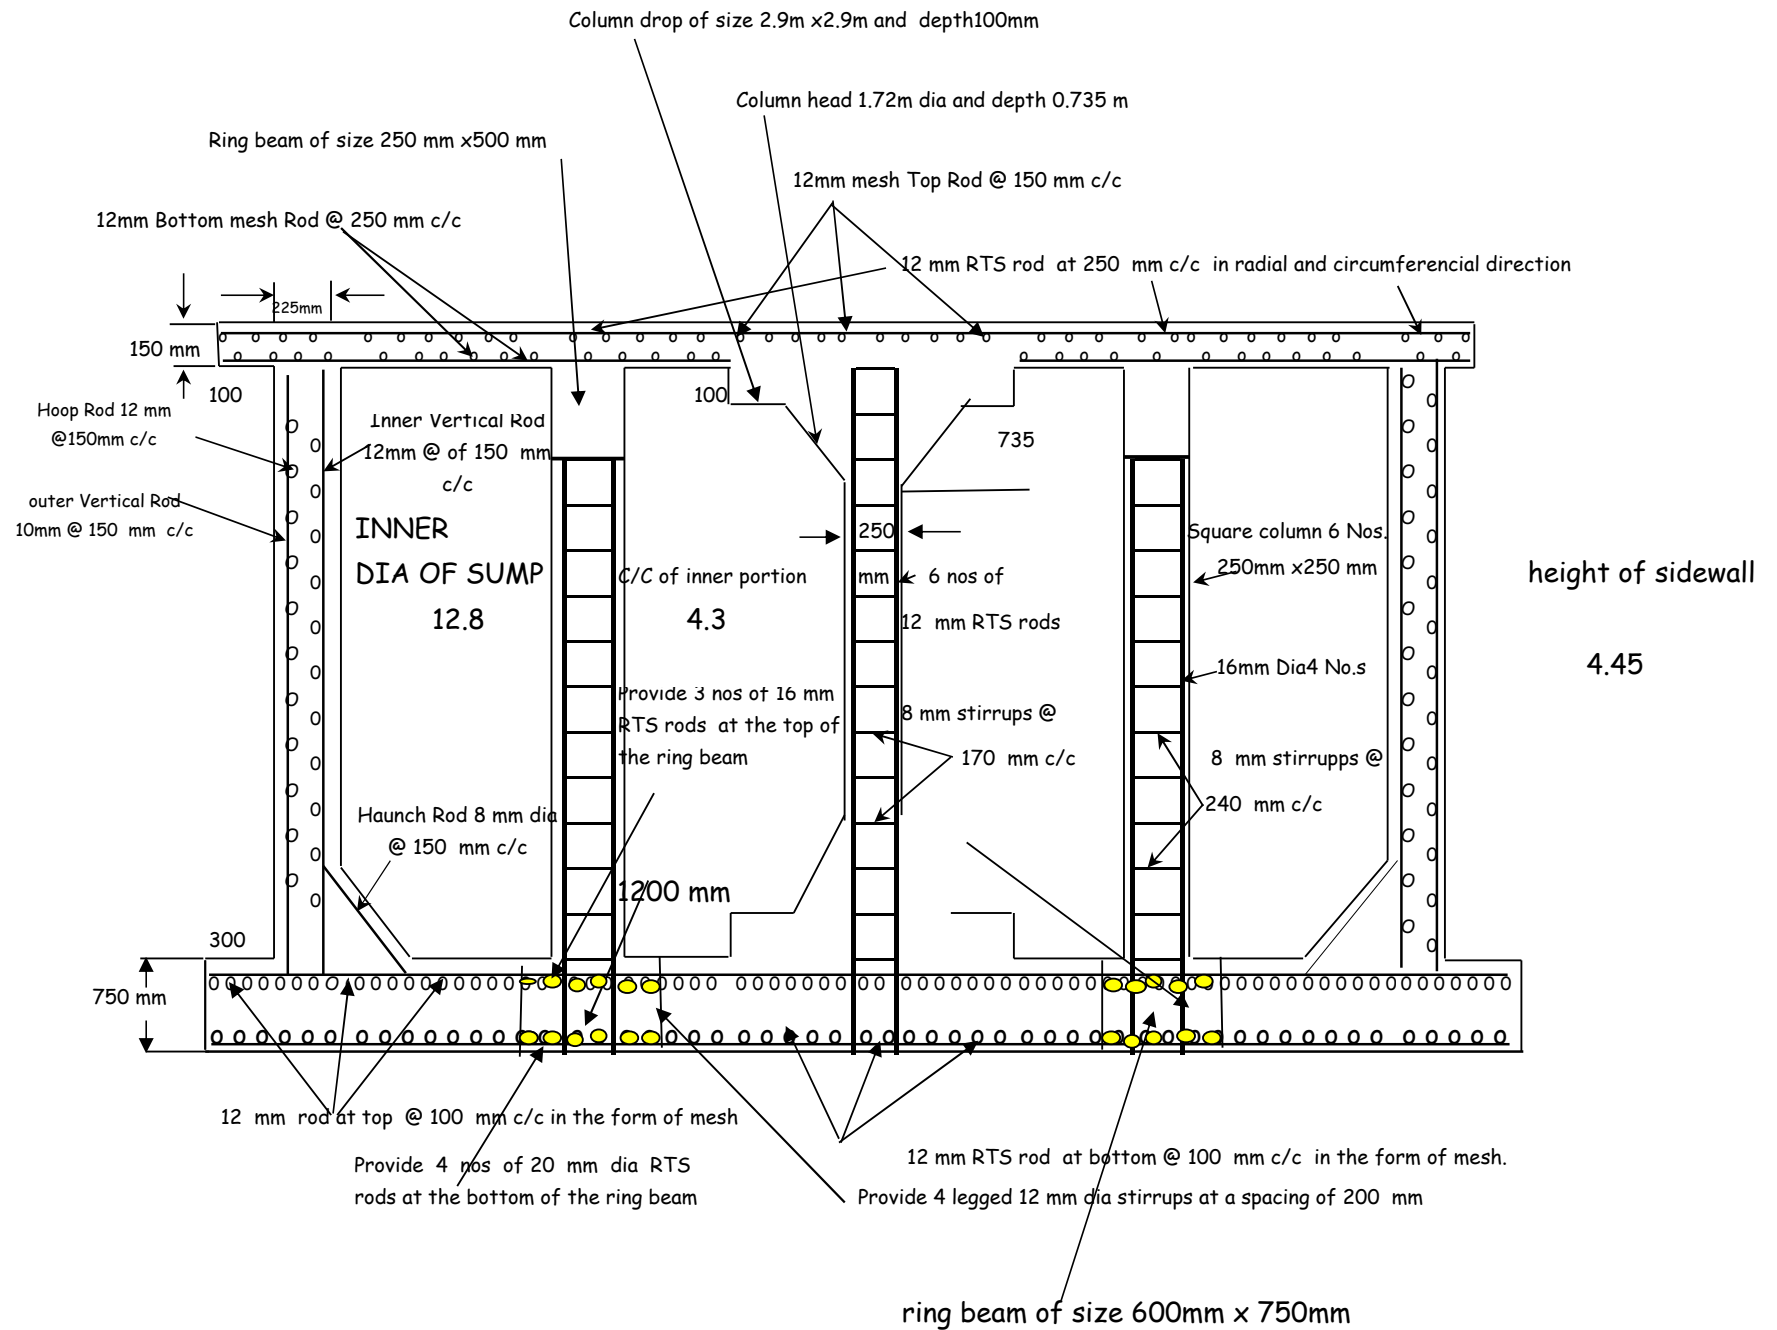 Column drop of size 2.9m x2.9m and depth100mm
Column head 1.72m dia and depth 0.735 m
Ring beam of size 250 mm x500 mm
12mm mesh Top Rod @ 150 mm c/c
12mm Bottom mesh Rod @ 250 mm c/c
12 mm RTS rod at 250 mm c/c in radial and circumferencial direction
225mm
150 mm
100
100
Hoop Rod 12 mm
@150mm c/c
Inner Vertical Rod
12mm @ of 150 mm
c/c
735
outer Vertical Rod
10mm @ 150 mm c/c
INNER
DIA OF SUMP
12.8
C/C of inner portion
4.3
250
mm
6 nos of
12 mm RTS rods
Square column 6 Nos.
250mm x250 mm
height of sidewall
4.45
16mm Dia4 No.s
Provide 3 nos of 16 mm
RTS rods at the top of
the ring beam
8 mm stirrups @
170 mm c/c
8 mm stirrupps @
240 mm c/c
Haunch Rod 8 mm dia
@ 150 mm c/c
1200 mm
300
750 mm
12 mm rod at top @ 100 mm c/c in the form of mesh
Provide 4 nos of 20 mm dia RTS
rods at the bottom of the ring beam
12 mm RTS rod at bottom @ 100 mm c/c in the form of mesh.
Provide 4 legged 12 mm dia stirrups at a spacing of 200 mm
ring beam of size 600mm x 750mm